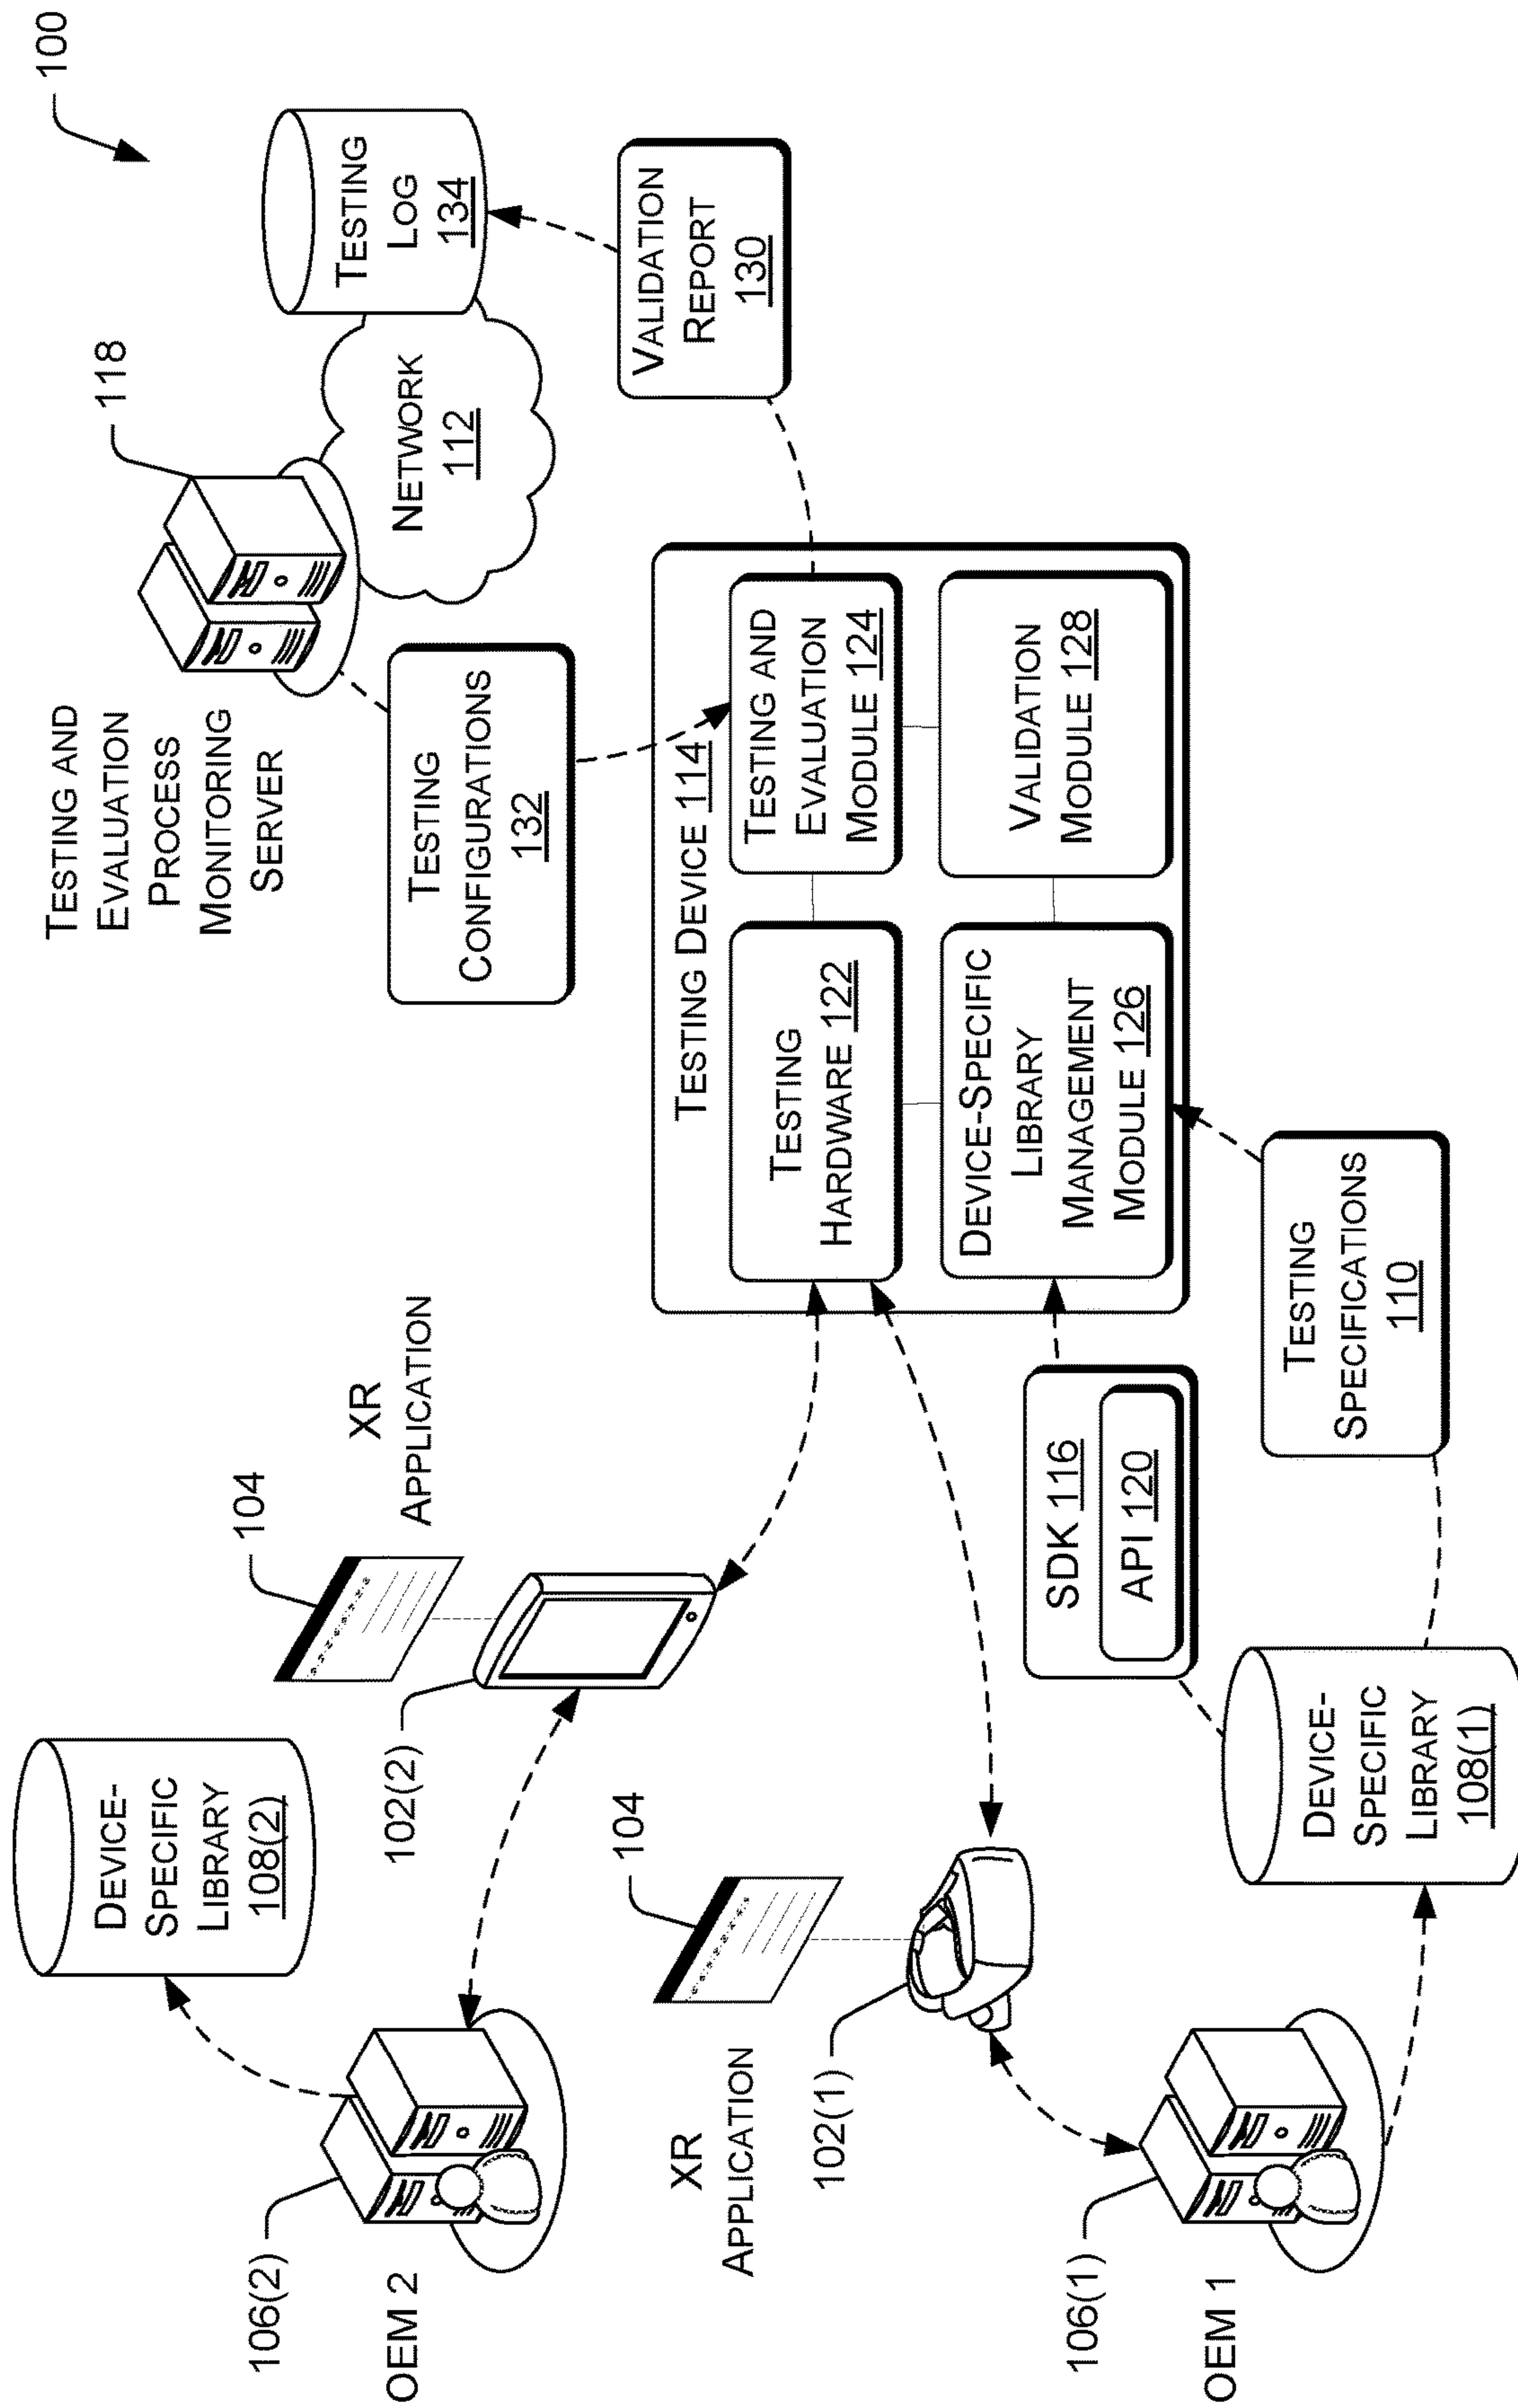 100
TESTING AND
EVALUATION
PROCESS
MONITORING
SERVER
118
NETWORK
112
TESTING
LOG
134
VALIDATION
REPORT
130
TESTING
CONFIGURATIONS
132
TESTING DEVICE 114
TESTING
HARDWARE 122
TESTING AND
EVALUATION
MODULE 124
DEVICE-SPECIFIC
LIBRARY
MANAGEMENT
MODULE 126
VALIDATION
MODULE 128
DEVICE-
SPECIFIC
LIBRARY
108(2)
104
XR
APPLICATION
102(2)
106(2)
OEM 2
104
XR
APPLICATION
102(1)
106(1)
OEM 1
SDK 116
API 120
DEVICE-
SPECIFIC
LIBRARY
108(1)
TESTING
SPECIFICATIONS
110